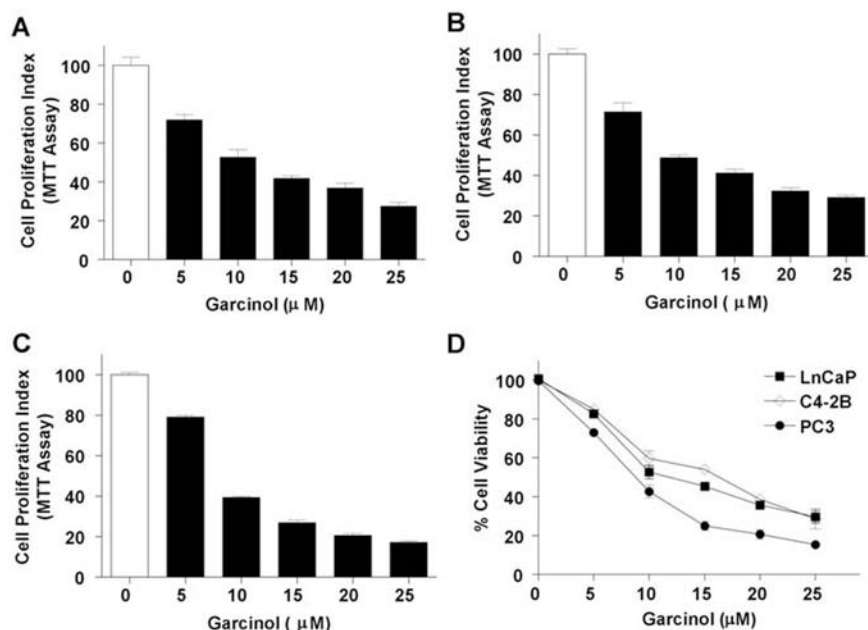 A
Cell Proliferation Index
(MTT Assay)
100
80
60
40
20
0
0 5 10 15 20 25
Garcinol (μ M)
B
Cell Proliferation Index
(MTT Assay)
100
80
60
40
20
0
0 5 10 15 20 25
Garcinol ( μ M)
C
Cell Proliferation Index
(MTT Assay)
100
80
60
40
20
0
0 5 10 15 20 25
Garcinol ( μ M)
D
% Cell Viability
100
80
60
40
20
0
LnCaP
C4-2B
PC3
0 5 10 15 20 25
Garcinol (μM)